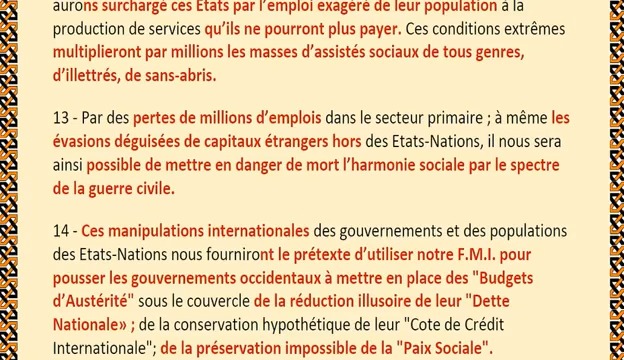 aurons surchargé ces Etats par l’emploi exagéré de leur population à la
production de services qu’ils ne pourront plus payer. Ces conditions extrêmes
multiplieront par millions les masses d’assistés sociaux de tous genres,
d’illettrés, de sans-abris.
13 - Par des pertes de millions d’emplois dans le secteur primaire ; à même les
évasions déguisées de capitaux étrangers hors des Etats-Nations, il nous sera
ainsi possible de mettre en danger de mort l’harmonie sociale par le spectre
de la guerre civile.
14 - Ces manipulations internationales des gouvernements et des populations
des Etats-Nations nous fourniront le prétexte d’utiliser notre F.M.I. pour
pousser les gouvernements occidentaux à mettre en place des "Budgets
d’Austérité" sous le couvercle de la réduction illusoire de leur "Dette
Nationale» ; de la conservation hypothétique de leur "Cote de Crédit
Internationale"; de la préservation impossible de la "Paix Sociale".